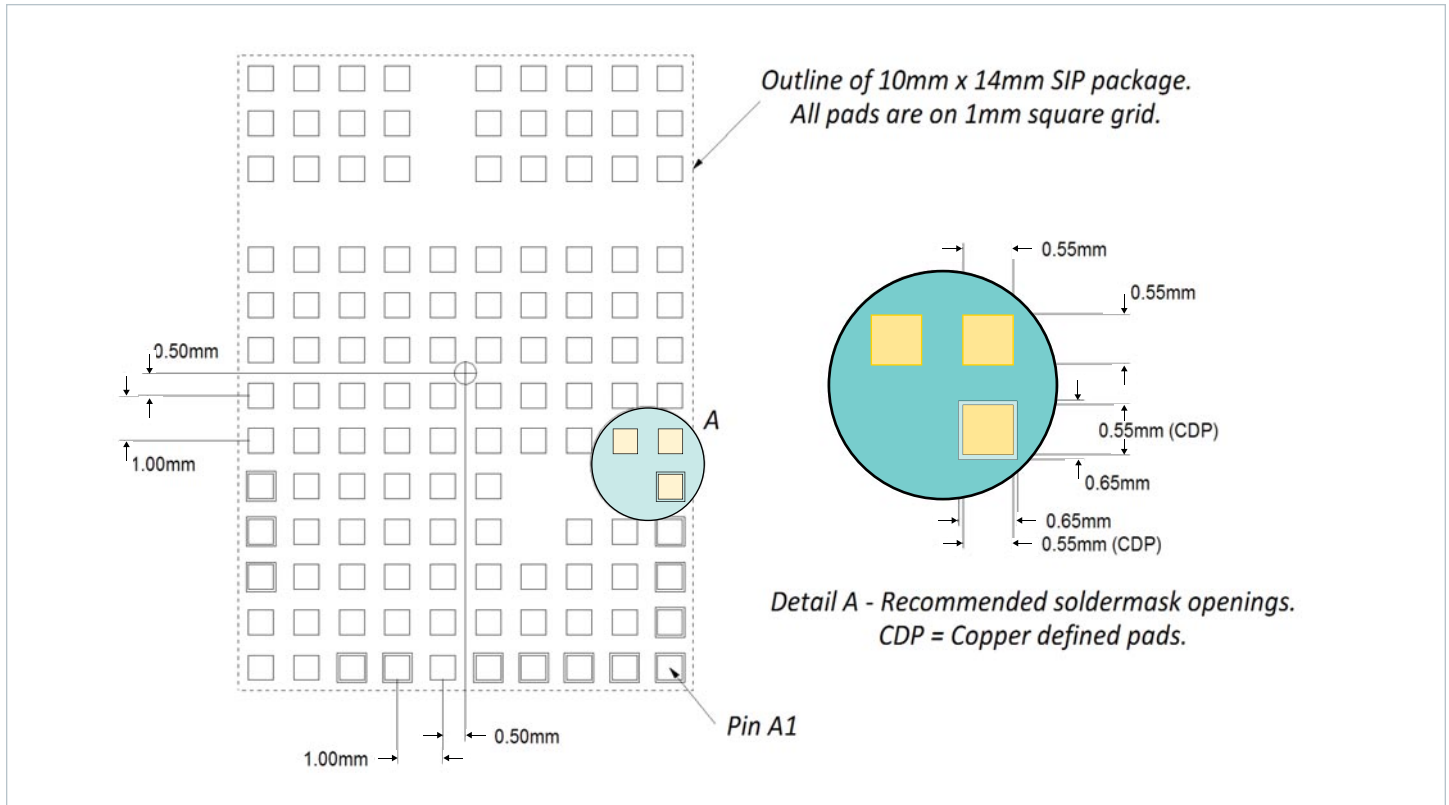 Outline of 10mm x 14mm SIP package.
All pads are on 1mm square grid.
0.55mm
0.55mm
0.50mm
A
0.55mm (CDP)
1.00mm
0.65mm
0.65mm
0.55mm (CDP)
Detail A - Recommended soldermask openings.
CDP = Copper defined pads.
Pin A1
0.50mm
1.00mm